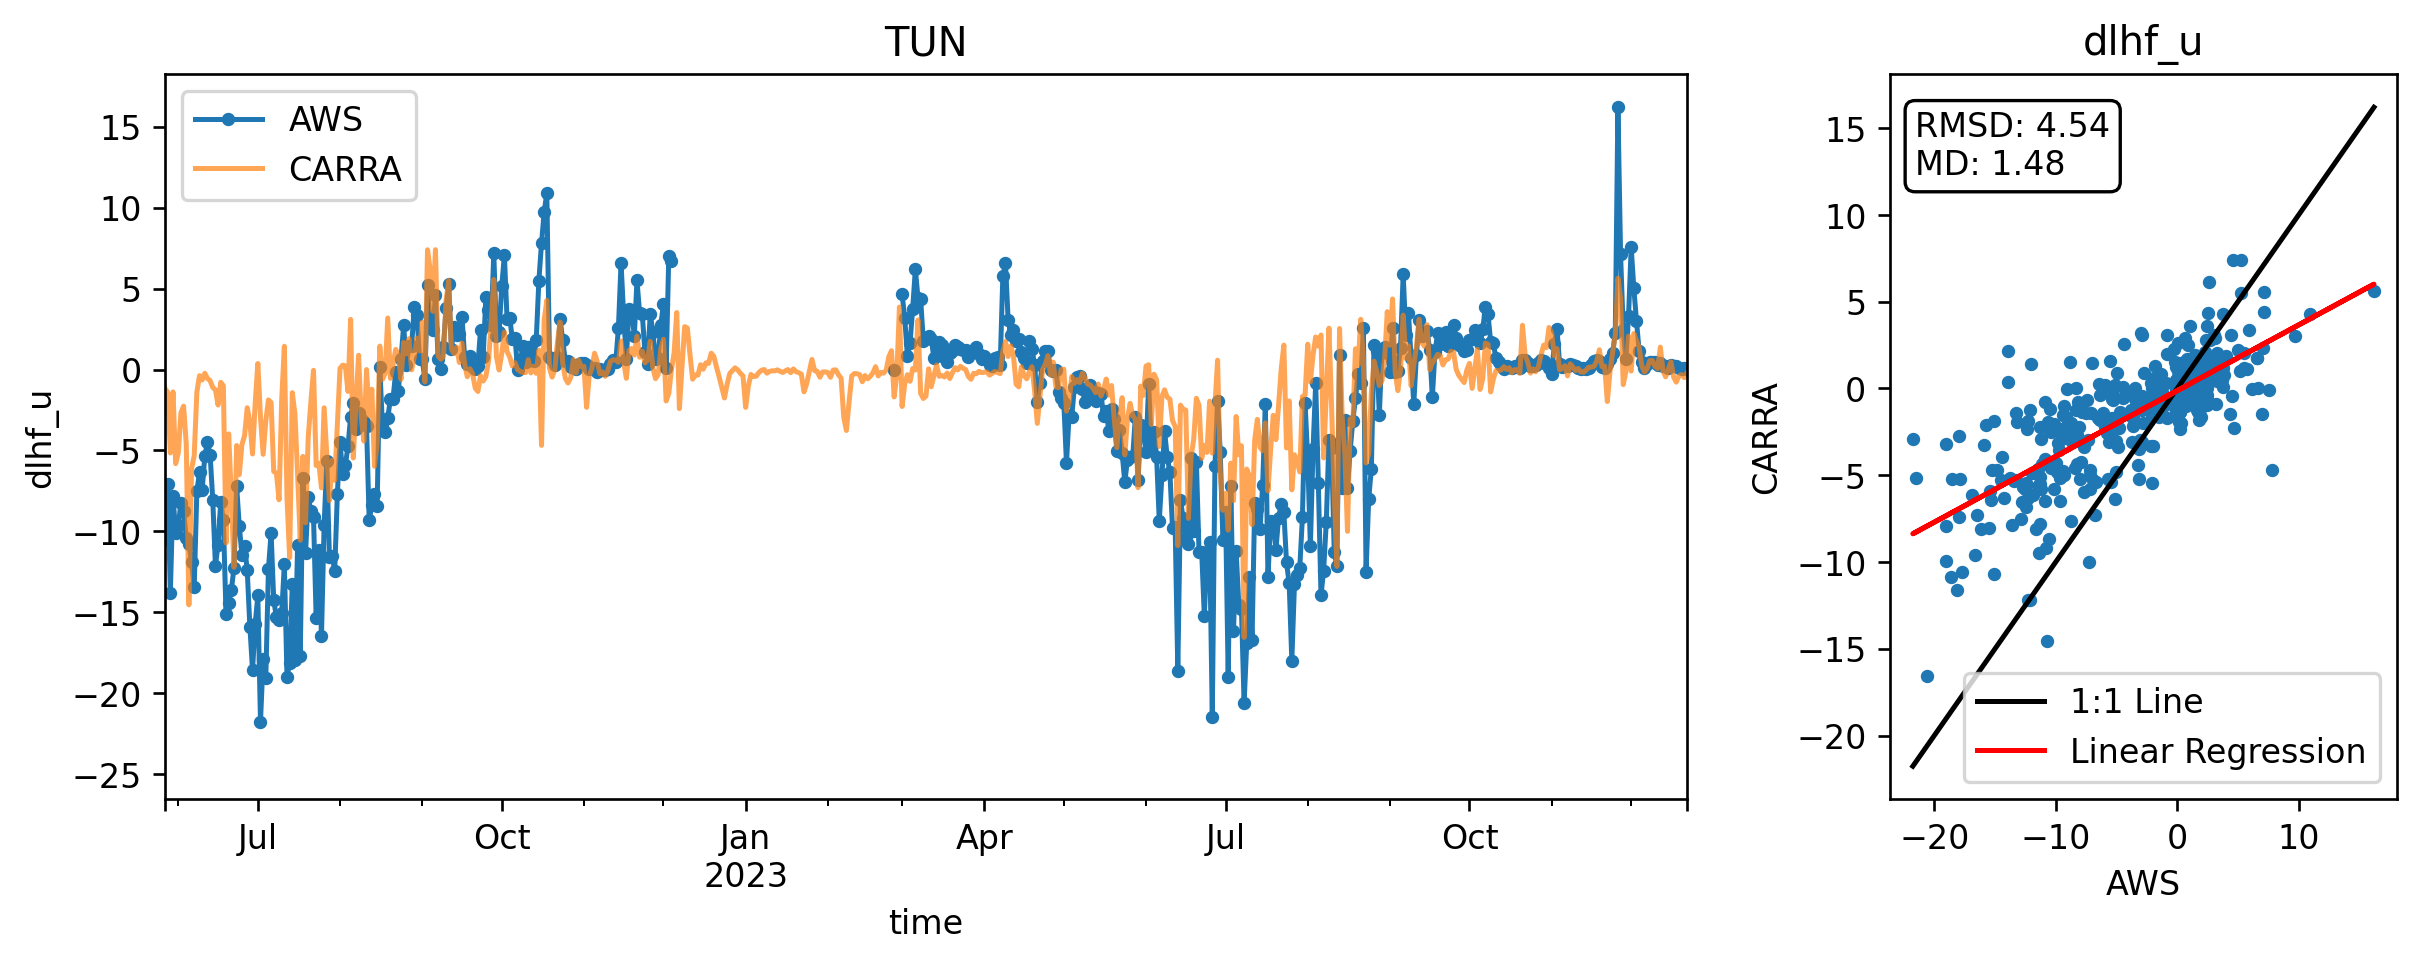 TUN
AWS
CARRA
15
10
5
0
−5
−10
−15
−20
−25
dlhf_u
Jul
Oct
Jan
2023
Apr
Jul
Oct
time
dlhf_u
RMSD: 4.54
MD: 1.48
15
10
5
0
−5
−10
−15
−20
CARRA
1:1 Line
Linear Regression
−20
−10
0
10
AWS